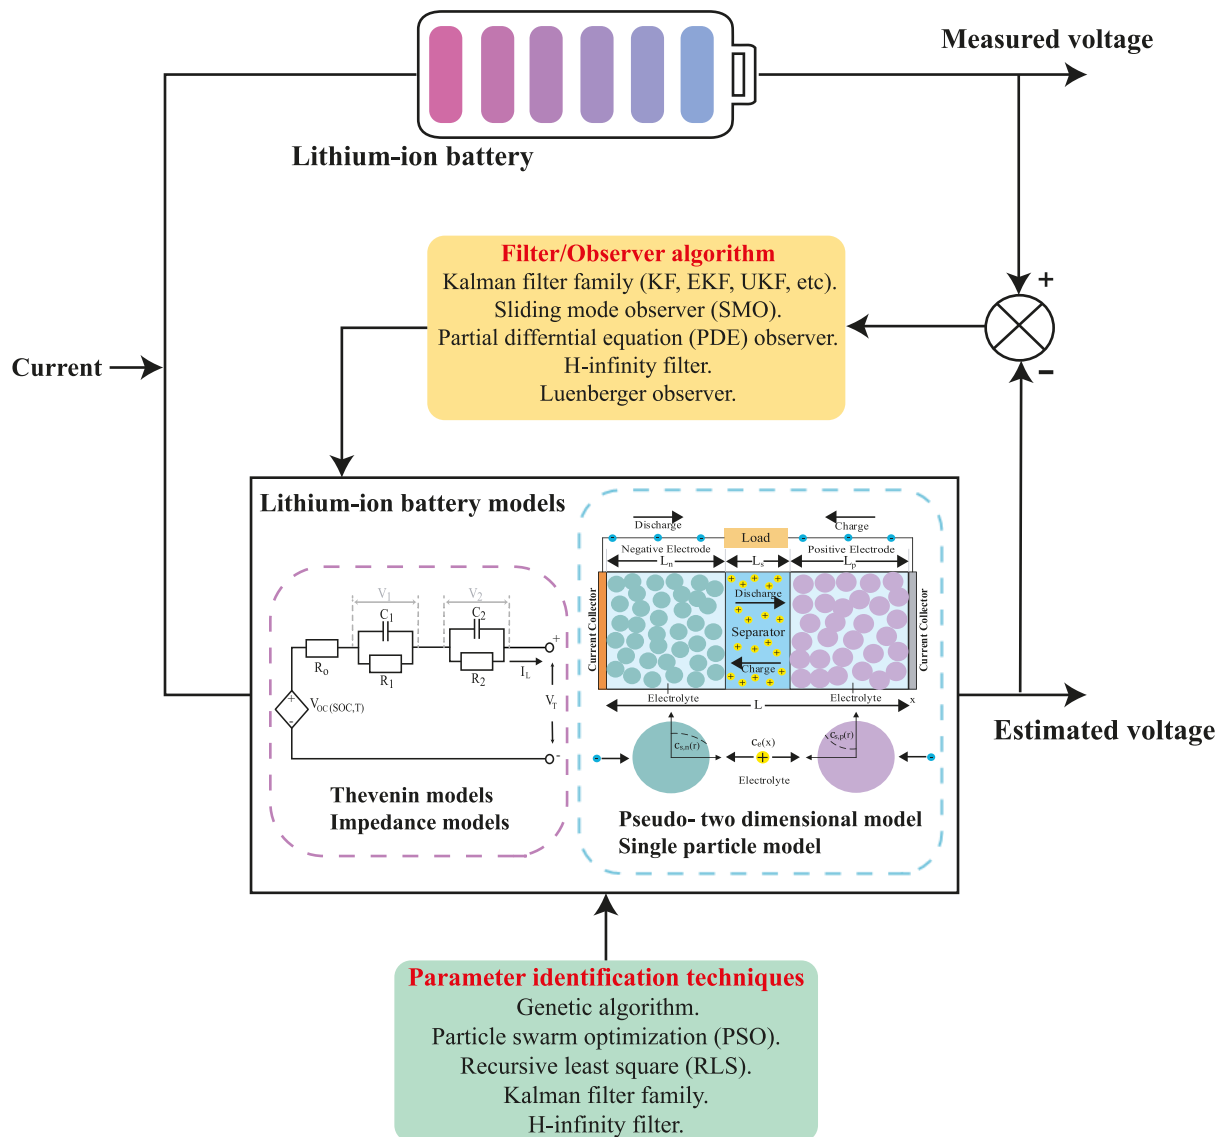 Measured voltage
Lithium-ion battery
Filter/Observer algorithm
Kalman filter family (KF, EKF, UKF, etc).
Sliding mode observer (SMO).
Partial differntial equation (PDE) observer.
H-infinity filter.
Luenberger observer.
+
-
Current
Lithium-ion battery models
Discharge
Charge
Load
Negative Electrode
Positive Electrode
Ln
Ls
Lp
Current Collector
Discharge
Separator
Charge
Current Collector
Electrolyte
Electrolyte
L
x
cs,n(r)
ce(x)
cs,p(r)
Electrolyte
Pseudo- two dimensional model
Single particle model
V1
V2
C1
C2
Ro
R1
R2
IL
+
VT
-
+
-
VOC (SOC,T)
Thevenin models
Impedance models
Estimated voltage
Parameter identification techniques
Genetic algorithm.
Particle swarm optimization (PSO).
Recursive least square (RLS).
Kalman filter family.
H-infinity filter.